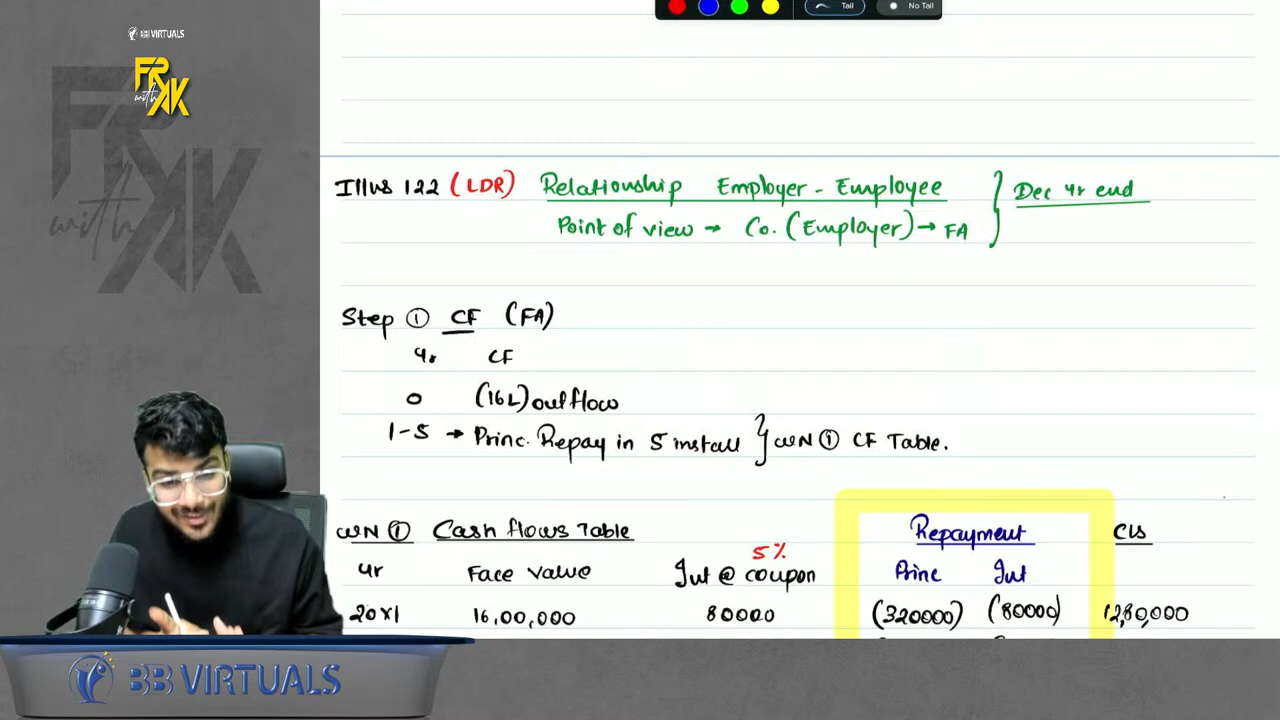 BB VIRTUALS
FR
with AK
Tail
No Tail
Illus 122 (LDR) Relationship Employer - Employee
Point of view → Co. (Employer) → FA
Dec Yr end
Step ① CF (FA)
Yr CF
0 (16L) outflow
1-5 → Princ. Repay in 5 install } WN ① CF Table.
WN ① Cash flows Table Repayment Cls
5%
Yr Face Value Int @ coupon Princ Int
20x1 16,00,000 80000 (320000) (80000) 12,80,000
BB VIRTUALS